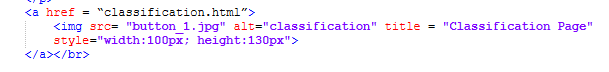 </p>
<a href = “classification.html”>
<img src= "button_1.jpg" alt="classification" title = "Classification Page"
style="width:100px; height:130px">
</a></br>